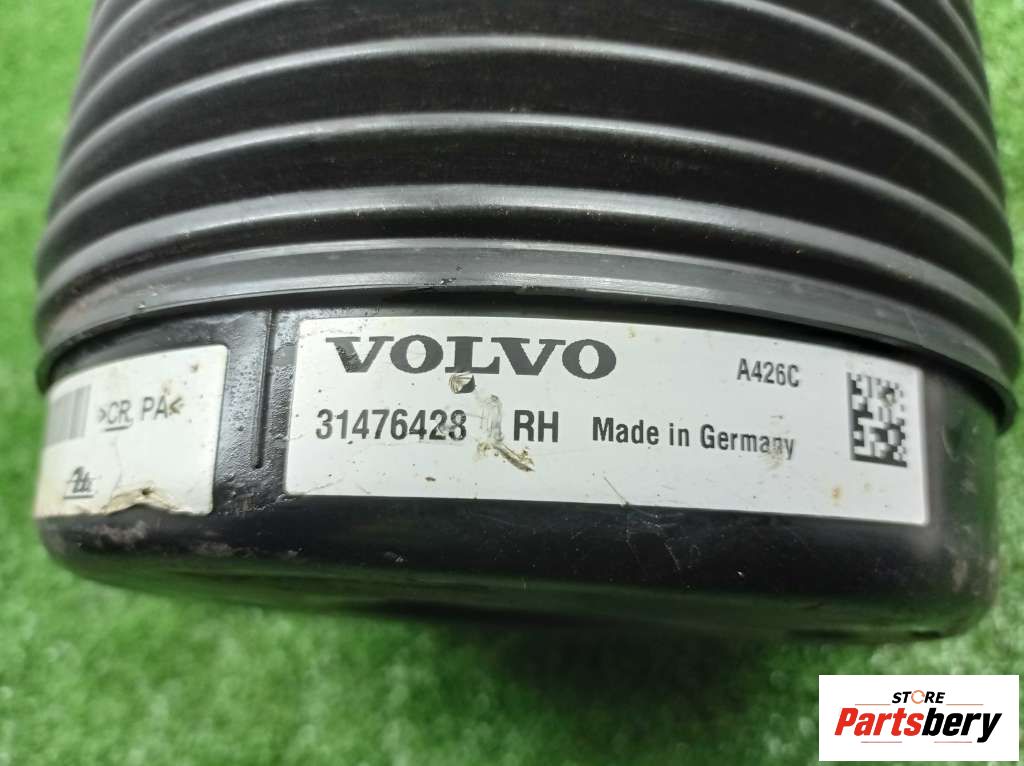 VOLVO
A426C
31476428 RH Made in Germany
>CR, PA<
STORE
Partsbery